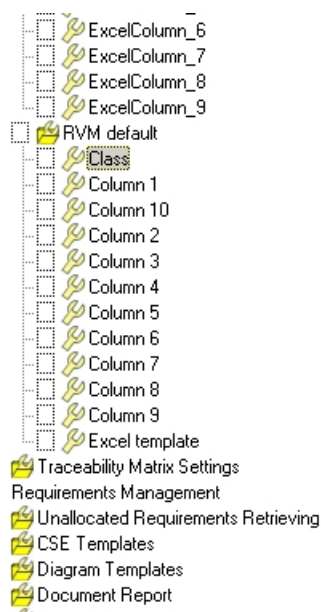 ExcelColumn_6
ExcelColumn_7
ExcelColumn_8
ExcelColumn_9
RVM default
Class
Column 1
Column 10
Column 2
Column 3
Column 4
Column 5
Column 6
Column 7
Column 8
Column 9
Excel template
Traceability Matrix Settings
Requirements Management
Unallocated Requirements Retrieving
CSE Templates
Diagram Templates
Document Report